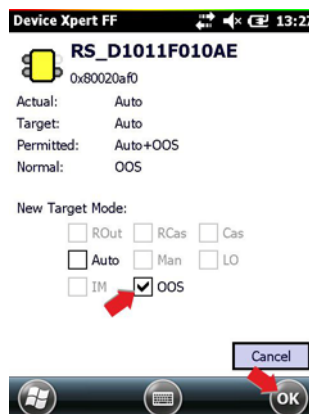 Device Xpert FF 13:27
RS_D1011F010AE
0x80020af0
Actual: Auto
Target: Auto
Permitted: Auto+OOS
Normal: OOS
New Target Mode:
ROut RCas Cas
Auto Man LO
IM OOS
Cancel
OK